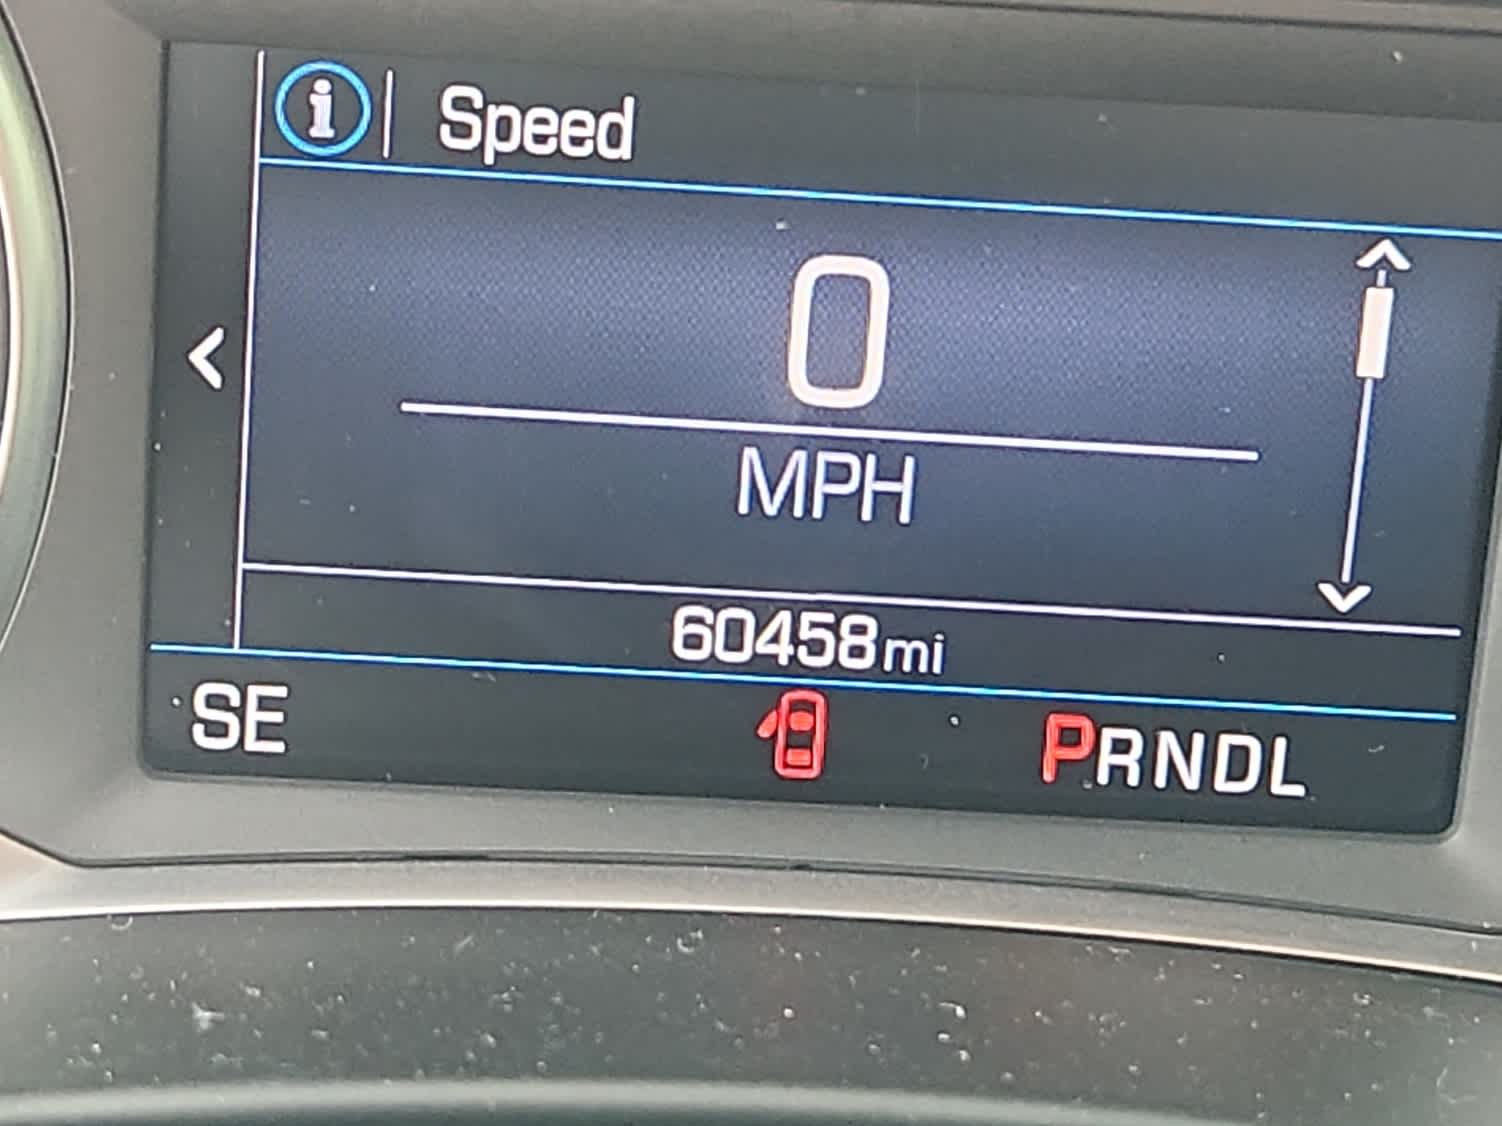 i Speed
0
MPH
60458mi
SE PRNDL